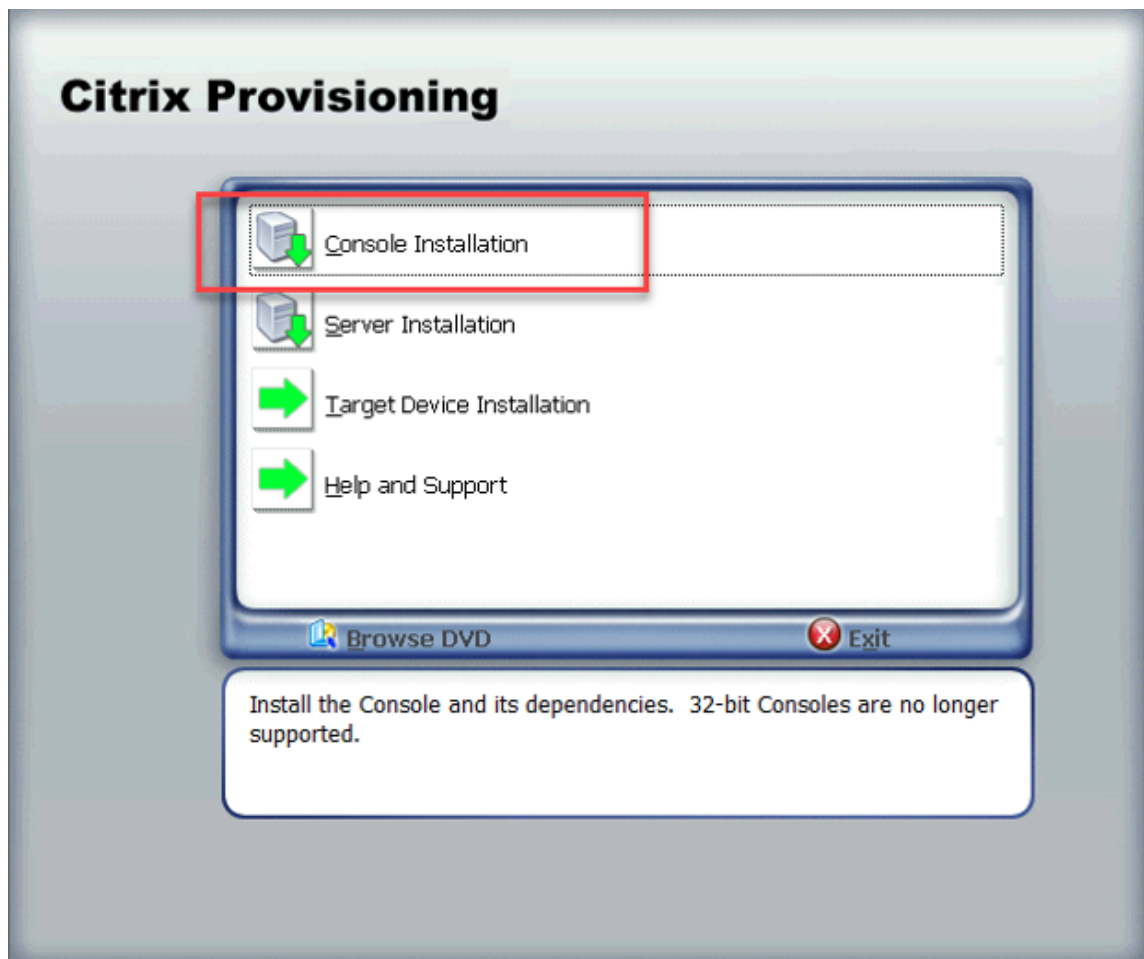 Citrix Provisioning
Console Installation
Server Installation
Target Device Installation
Help and Support
Browse DVD
Exit
Install the Console and its dependencies.  32-bit Consoles are no longer
supported.